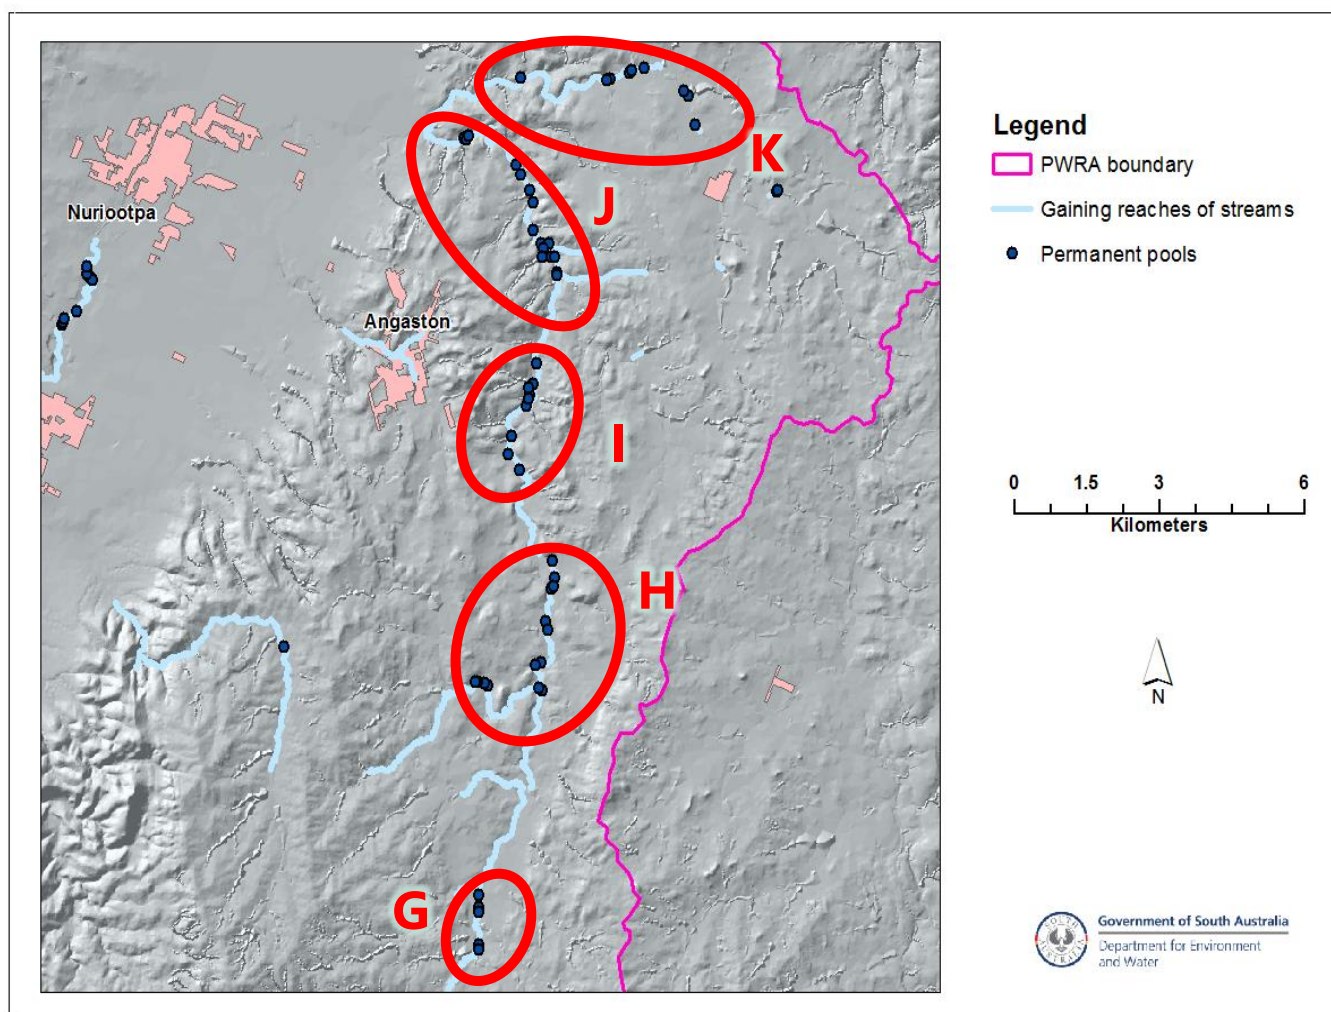 K
J
Nuriootpa
Angaston
I
H
G
Legend
PWRA boundary
Gaining reaches of streams
Permanent pools
0 1.5 3 6
Kilometers
N
Government of South Australia
Department for Environment
and Water